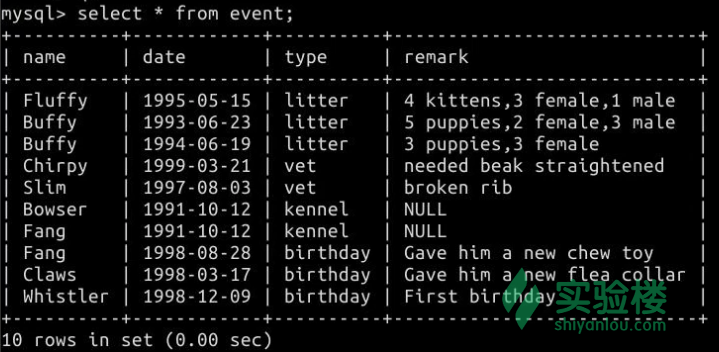 mysql> select * from event;
+----------+------------+----------+-----------------------------+
| name     | date       | type     | remark                      |
+----------+------------+----------+-----------------------------+
| Fluffy   | 1995-05-15 | litter   | 4 kittens,3 female,1 male   |
| Buffy    | 1993-06-23 | litter   | 5 puppies,2 female,3 male   |
| Buffy    | 1994-06-19 | litter   | 3 puppies,3 female          |
| Chirpy   | 1999-03-21 | vet      | needed beak straightened    |
| Slim     | 1997-08-03 | vet      | broken rib                  |
| Bowser   | 1991-10-12 | kennel   | NULL                        |
| Fang     | 1991-10-12 | kennel   | NULL                        |
| Fang     | 1998-08-28 | birthday | Gave him a new chew toy     |
| Claws    | 1998-03-17 | birthday | Gave him a new flea collar  |
| Whistler | 1998-12-09 | birthday | First birthday              |
+----------+------------+----------+-----------------------------+
10 rows in set (0.00 sec)
实验楼
shiyanlou.com